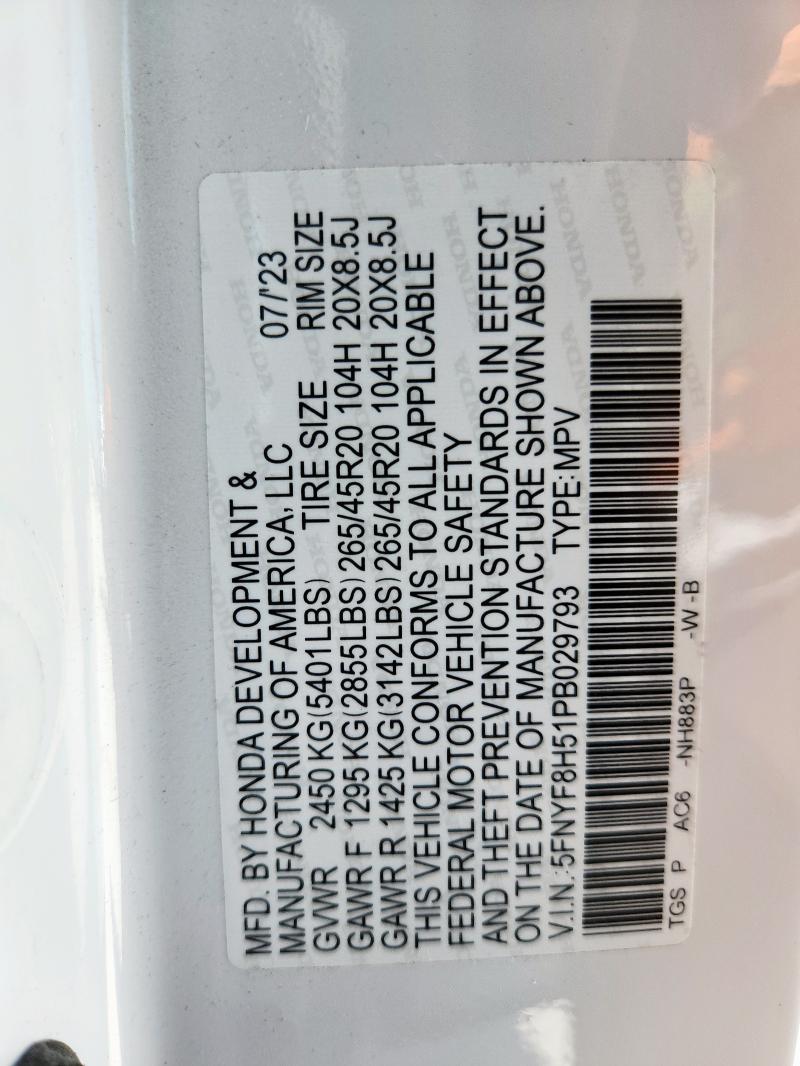 MFD. BY HONDA DEVELOPMENT &
MANUFACTURING OF AMERICA, LLC 07/'23
GVWR 2450 KG(5401LBS) TIRE SIZE RIM SIZE
GAWR F 1295 KG(2855LBS) 265/45R20 104H 20X8.5J
GAWR R 1425 KG(3142LBS) 265/45R20 104H 20X8.5J
THIS VEHICLE CONFORMS TO ALL APPLICABLE
FEDERAL MOTOR VEHICLE SAFETY
AND THEFT PREVENTION STANDARDS IN EFFECT
ON THE DATE OF MANUFACTURE SHOWN ABOVE.
V.I.N.:5FNYF8H51PB029793 TYPE:MPV
TGS P AC6 -NH883P -W -B